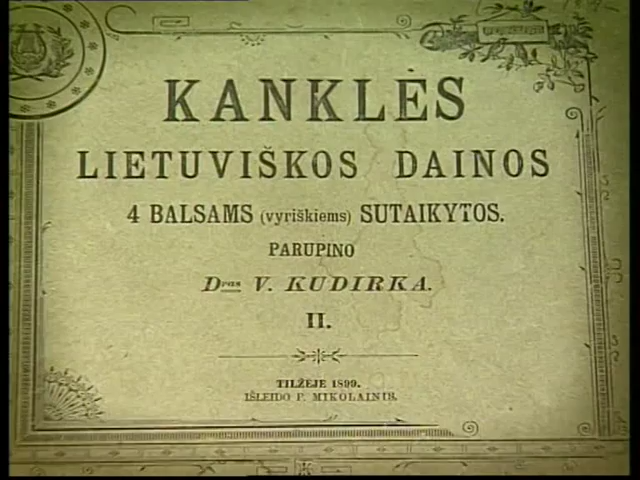 KANKLĖS
LIETUVIŠKOS DAINOS
4 BALSAMS (vyriškiems) SUTAIKYTOS.
PARUPINO
Dras V. KUDIRKA.
II.
TILŽEJE 1899.
IŠLEIDO P. MIKOLAINIS.